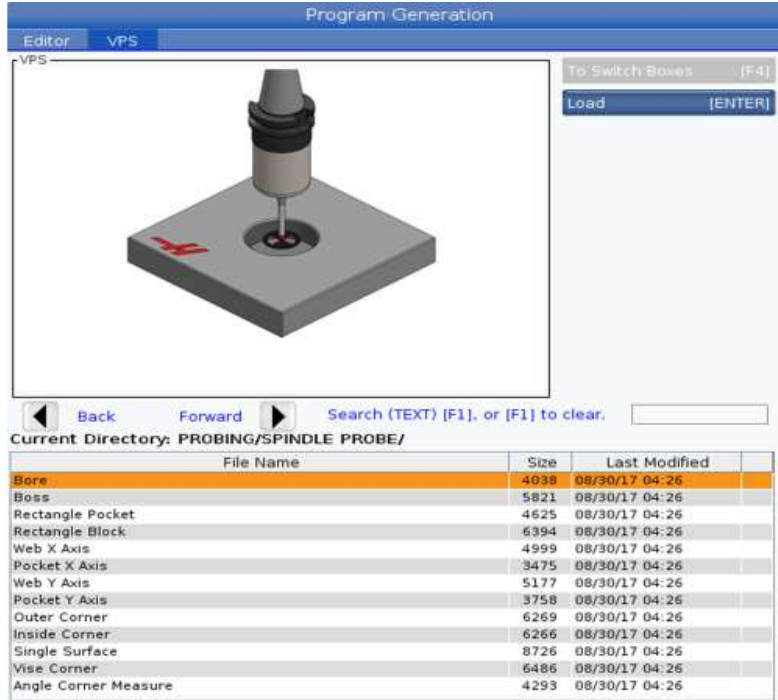 Program Generation
Editor VPS
VPS
To Switch Boxes [F4]
Load [ENTER]
Back Forward Search (TEXT) [F1], or [F1] to clear.
Current Directory: PROBING/SPINDLE PROBE/
File Name Size Last Modified
Bore 4038 08/30/17 04:26
Boss 5821 08/30/17 04:26
Rectangle Pocket 4625 08/30/17 04:26
Rectangle Block 6394 08/30/17 04:26
Web X Axis 4999 08/30/17 04:26
Pocket X Axis 3475 08/30/17 04:26
Web Y Axis 5177 08/30/17 04:26
Pocket Y Axis 3758 08/30/17 04:26
Outer Corner 6269 08/30/17 04:26
Inside Corner 6266 08/30/17 04:26
Single Surface 8726 08/30/17 04:26
Vise Corner 6486 08/30/17 04:26
Angle Corner Measure 4293 08/30/17 04:26